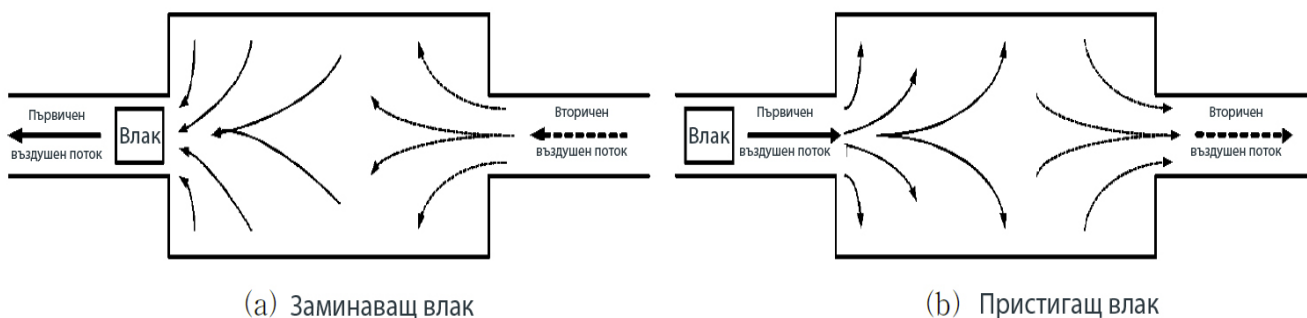 Първичен
въздушен поток
Влак
Вторичен
въздушен поток
(a) Заминаващ влак
Влак
Първичен
въздушен поток
Вторичен
въздушен поток
(b) Пристигащ влак